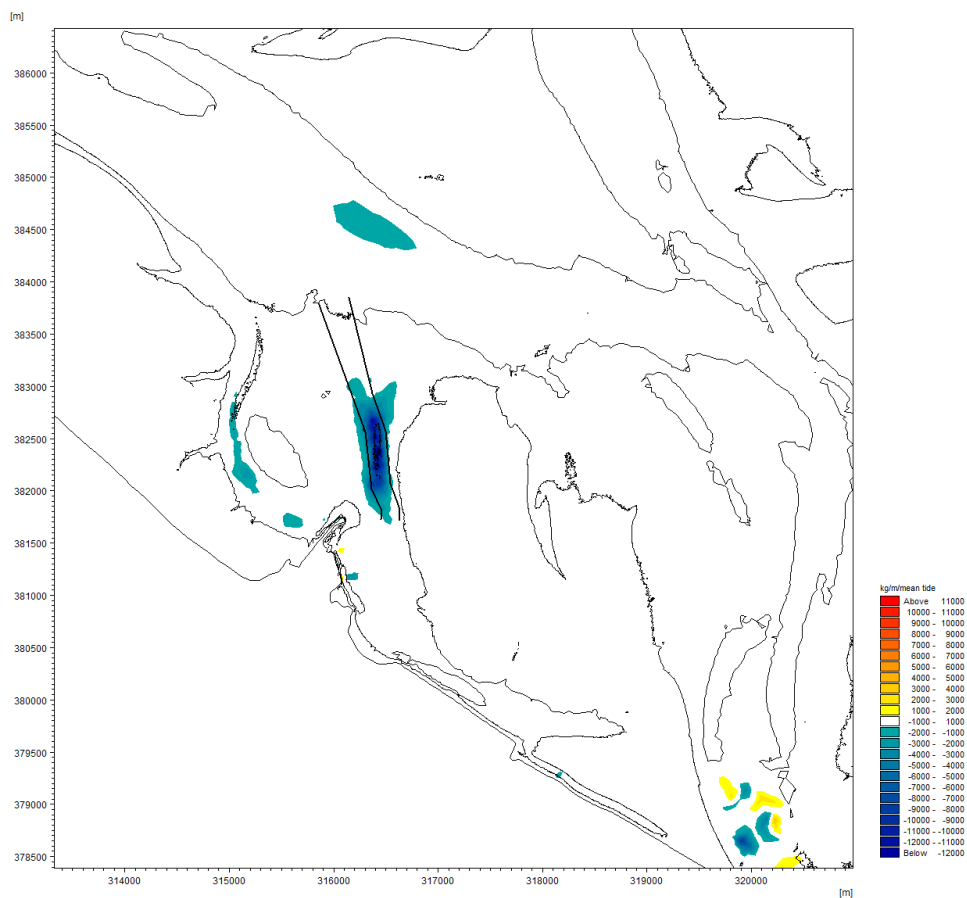 [m]
386000
385500
385000
384500
384000
383500
383000
382500
382000
381500
381000
380500
380000
379500
379000
378500
314000 315000 316000 317000 318000 319000 320000
[m]
kg/m/mean tide
Above 11000
10000 - 11000
9000 - 10000
8000 - 9000
7000 - 8000
6000 - 7000
5000 - 6000
4000 - 5000
3000 - 4000
2000 - 3000
1000 - 2000
-1000 - 1000
-2000 - -1000
-3000 - -2000
-4000 - -3000
-5000 - -4000
-6000 - -5000
-7000 - -6000
-8000 - -7000
-9000 - -8000
-10000 - -9000
-11000 - -10000
-12000 - -11000
Below -12000